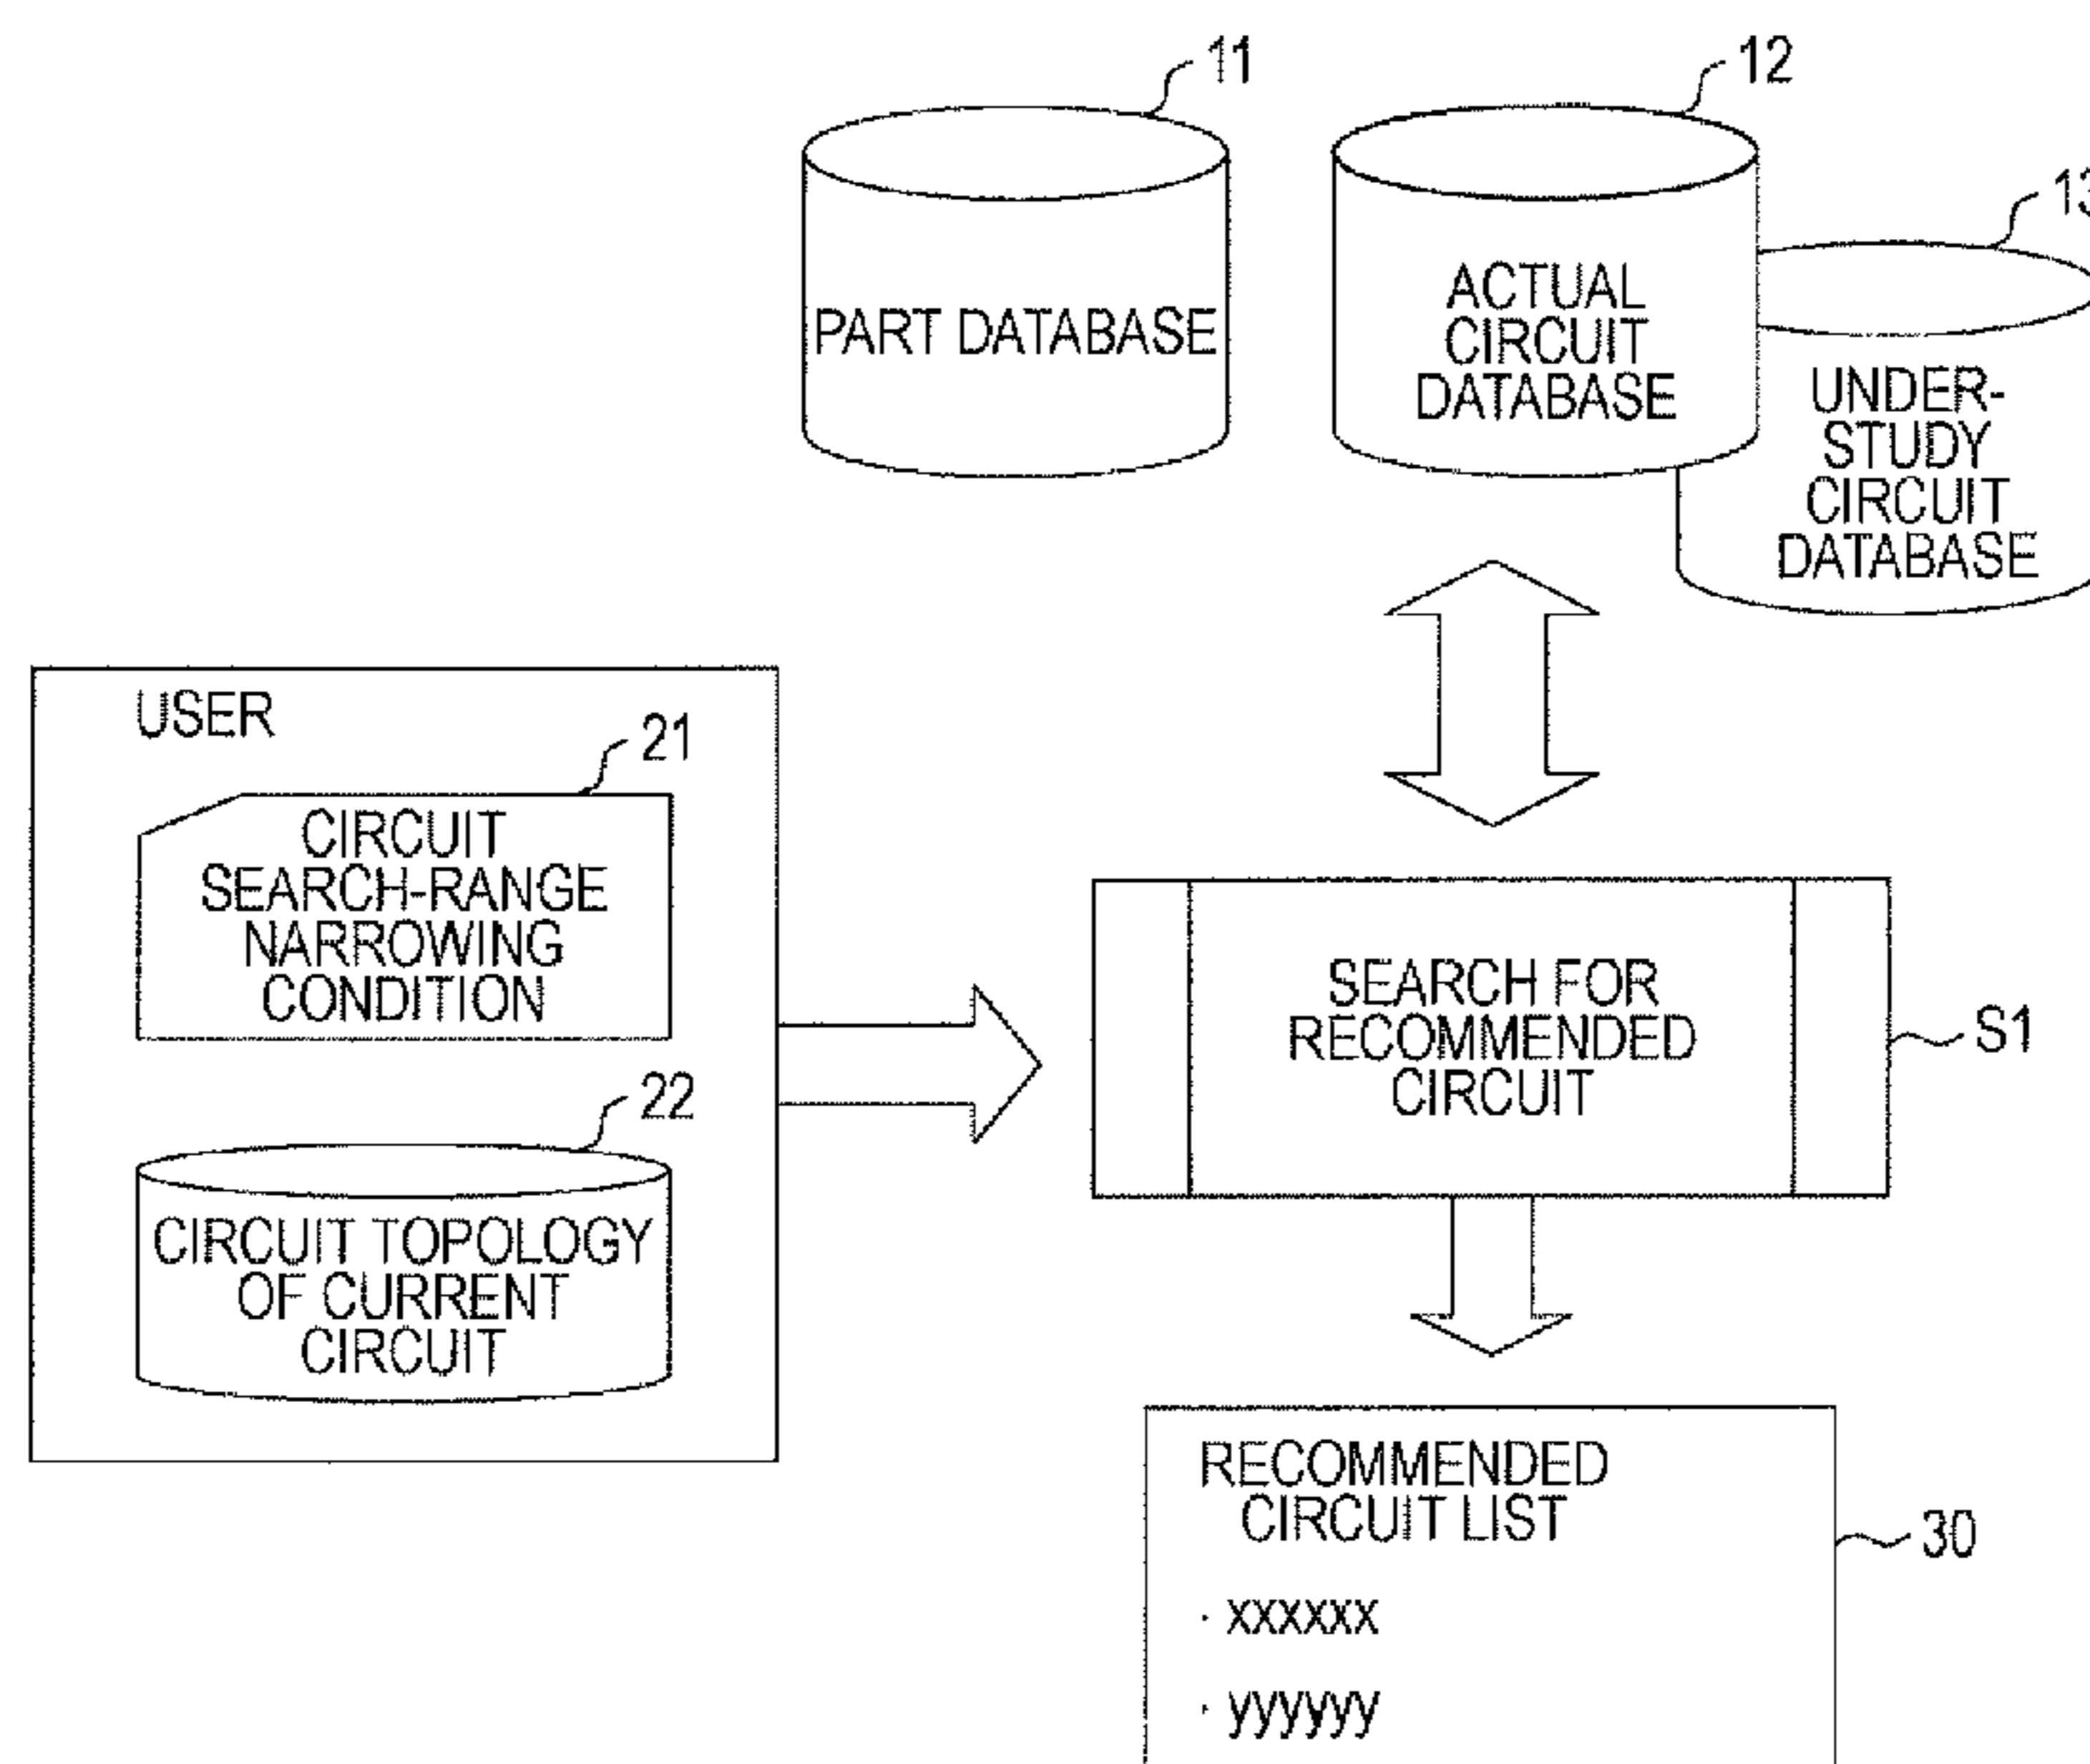 11
12
13
PART DATABASE
ACTUAL
CIRCUIT
DATABASE
UNDER-
STUDY
CIRCUIT
DATABASE
USER
21
CIRCUIT
SEARCH-RANGE
NARROWING
CONDITION
22
CIRCUIT TOPOLOGY
OF CURRENT
CIRCUIT
SEARCH FOR
RECOMMENDED
CIRCUIT
S1
RECOMMENDED
CIRCUIT LIST
30
· xxxxxx
· yyyyyy